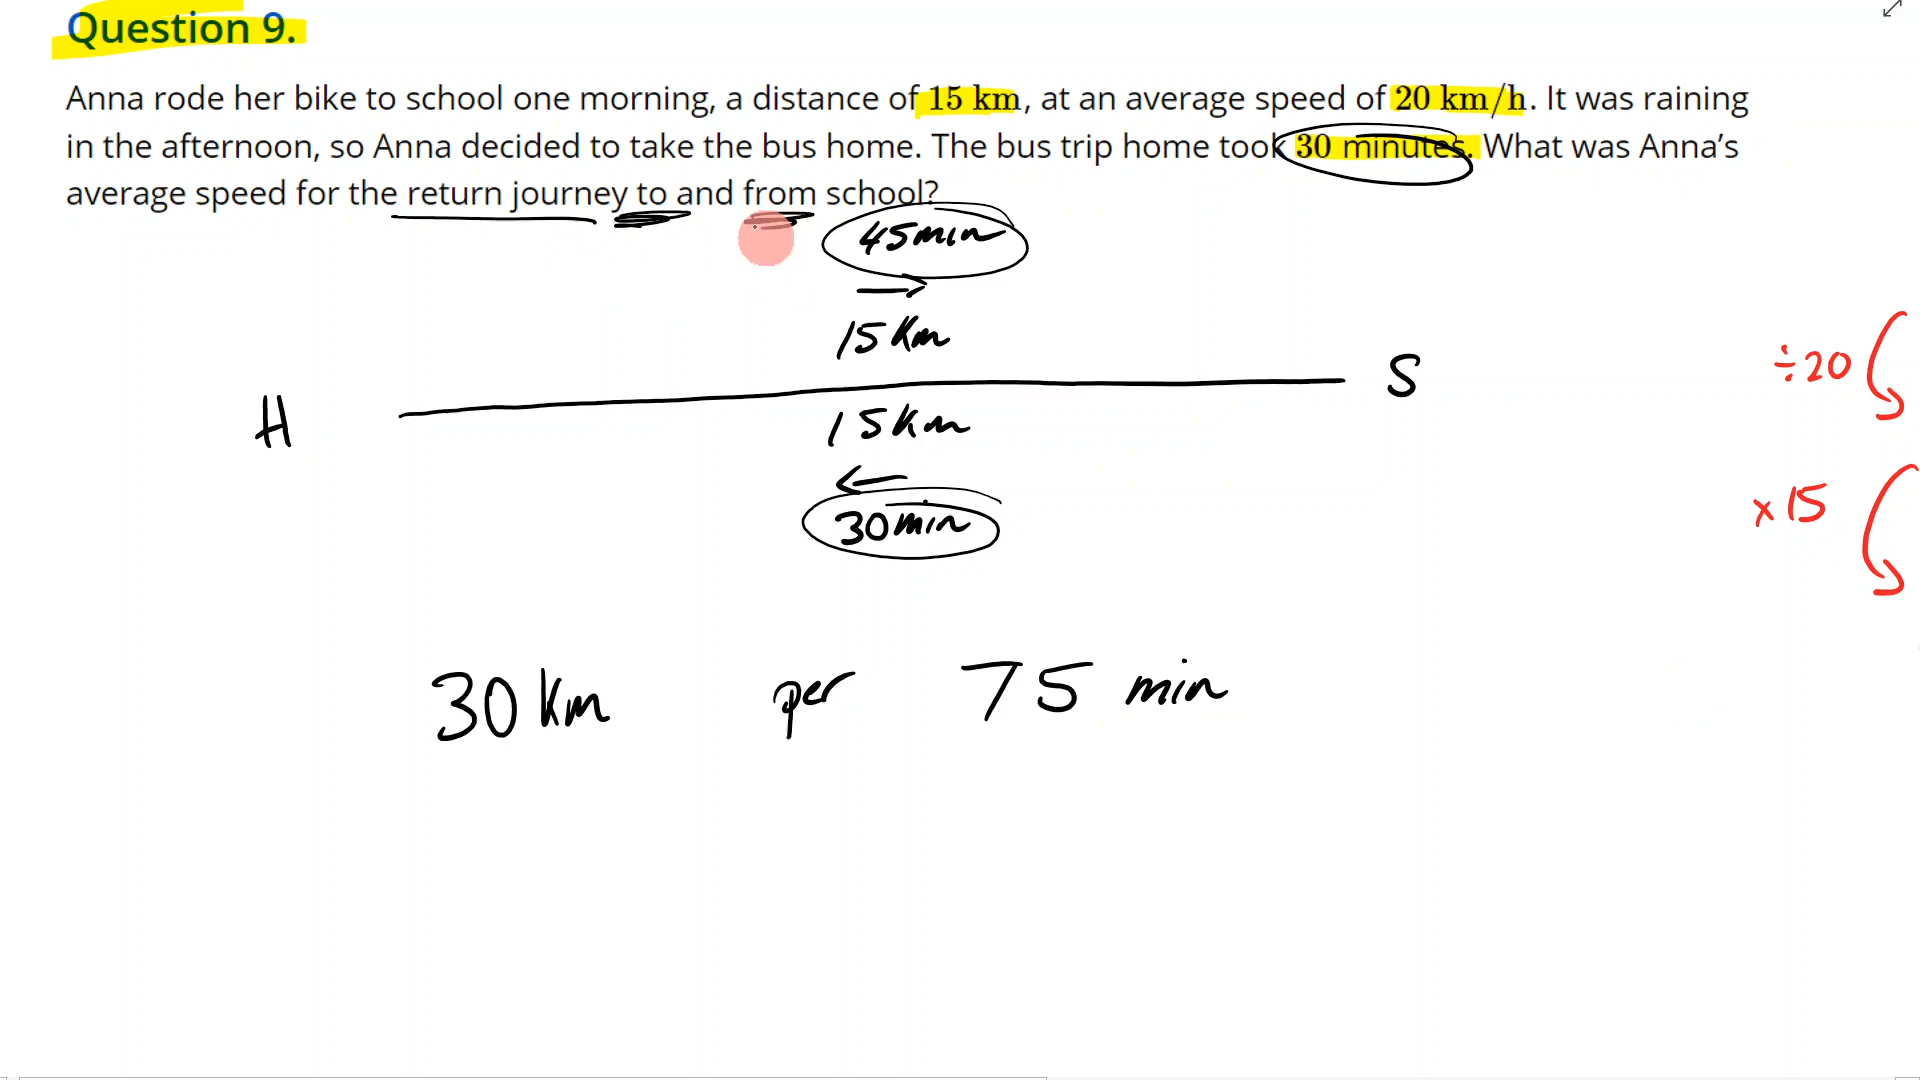 Question 9.
Anna rode her bike to school one morning, a distance of 15 km, at an average speed of 20 km/h. It was raining
in the afternoon, so Anna decided to take the bus home. The bus trip home took 30 minutes. What was Anna’s
average speed for the return journey to and from school?
45min
15 Km
÷20
S
H
15km
×15
30min
30 km per 75 min